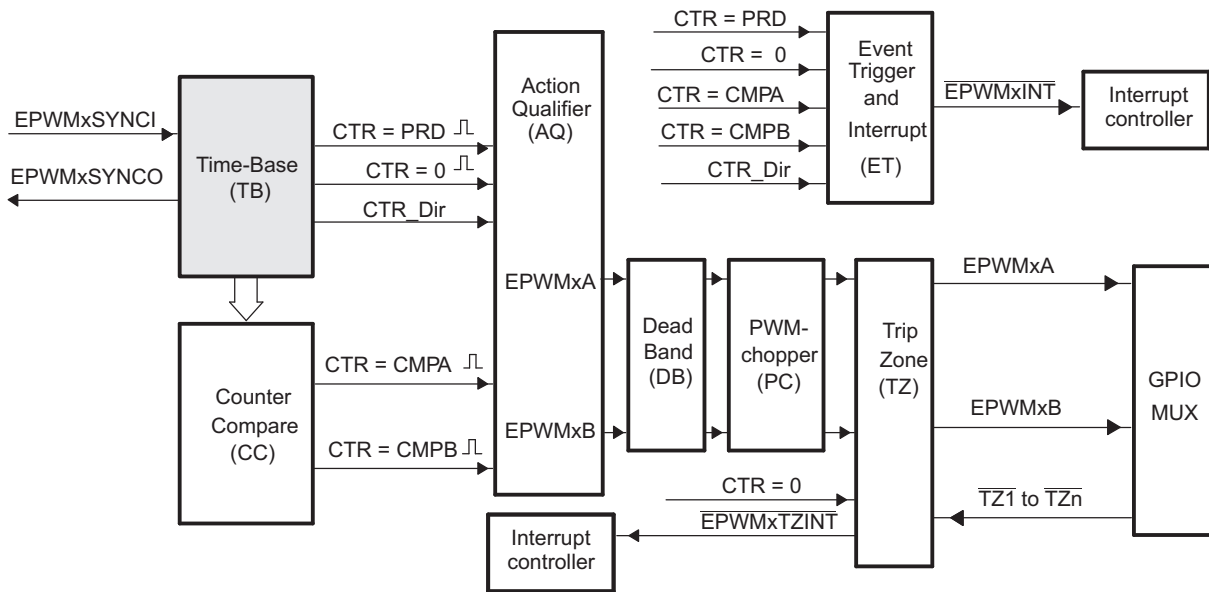 EPWMxSYNCI
EPWMxSYNCO
Time-Base
(TB)
CTR = PRD
CTR = 0
CTR_Dir
Counter
Compare
(CC)
CTR = CMPA
CTR = CMPB
Action
Qualifier
(AQ)
EPWMxA
EPWMxB
CTR = PRD
CTR = 0
CTR = CMPA
CTR = CMPB
CTR_Dir
Event
Trigger
and
Interrupt
(ET)
EPWMxINT
Interrupt
controller
Dead
Band
(DB)
PWM-
chopper
(PC)
CTR = 0
EPWMxTZINT
Interrupt
controller
Trip
Zone
(TZ)
EPWMxA
EPWMxB
TZ1 to TZn
GPIO
MUX